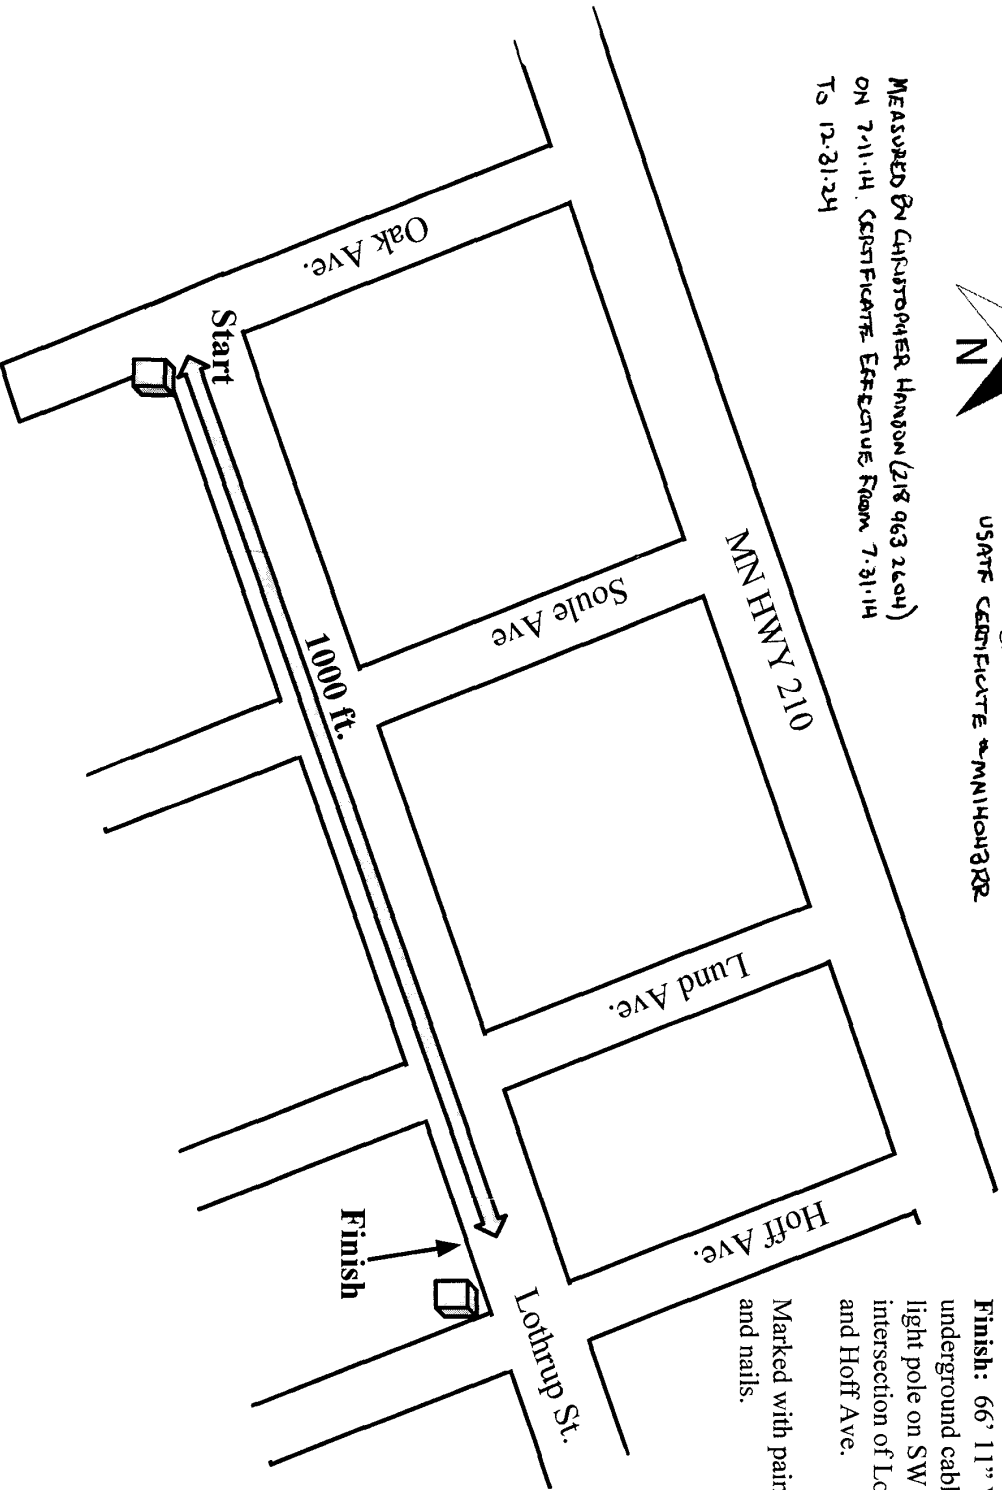 USATF CERTIFICATE # MN14043RR
MEASURED BY CHRISTOPHER HANSON (218 963 2604)
ON 7.11.14. CERTIFICATE EFFECTIVE FROM 7.31.14
TO 12.31.24
N
MN HWY 210
Oak Ave.
Soule Ave
Lund Ave.
Hoff Ave.
Start
1000 ft.
Finish
Lothrup St.
Finish: 66' 11"
underground cabl
light pole on SW
intersection of Lo
and Hoff Ave.
Marked with pain
and nails.